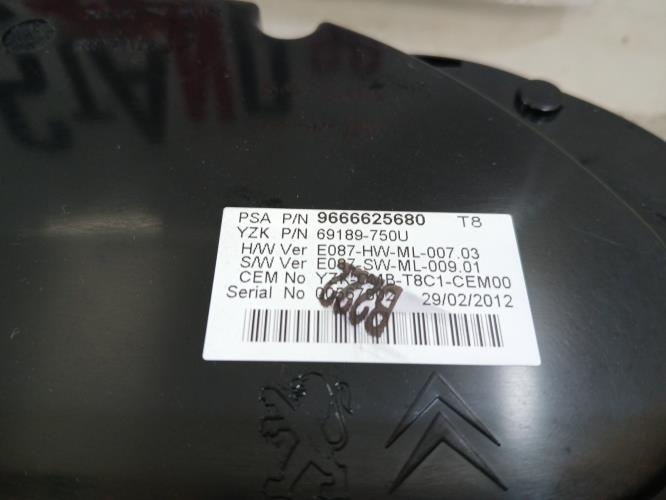 PSA P/N 9666625680 T8
YZK P/N 69189-750U
H/W Ver E087-HW-ML-007.03
S/W Ver E087-SW-ML-009.01
CEM No
Serial No 29/02/2012
B222